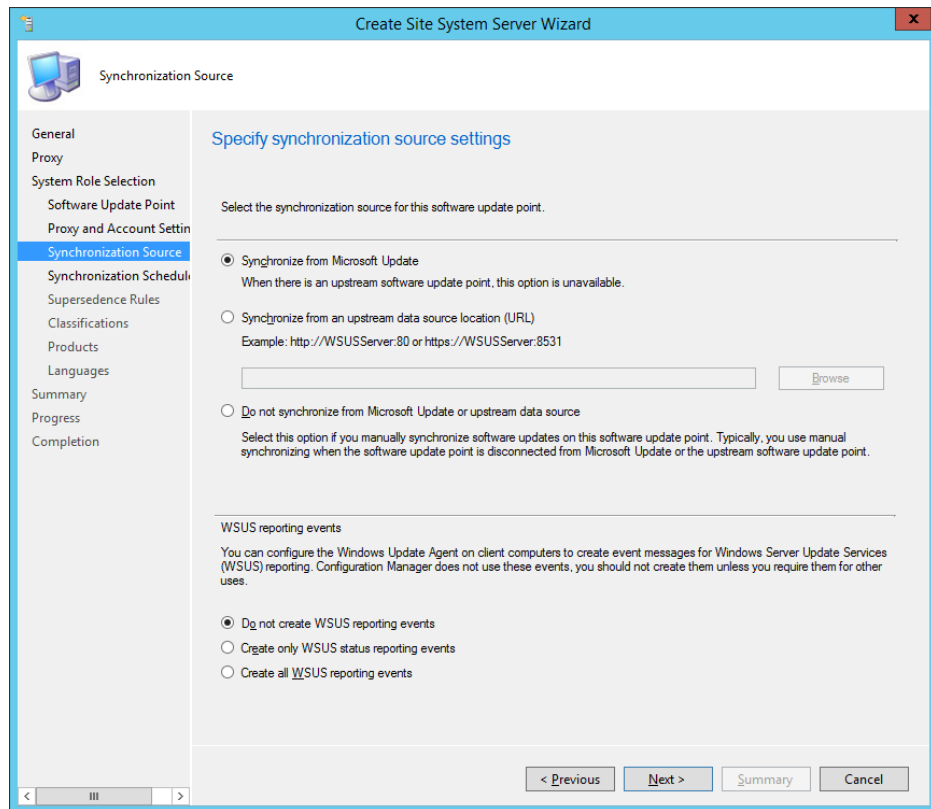 Create Site System Server Wizard
x
Synchronization Source
General
Proxy
System Role Selection
Software Update Point
Proxy and Account Settin
Synchronization Source
Synchronization Schedul
Supersedence Rules
Classifications
Products
Languages
Summary
Progress
Completion
Specify synchronization source settings
Select the synchronization source for this software update point.
Synchronize from Microsoft Update
When there is an upstream software update point, this option is unavailable.
Synchronize from an upstream data source location (URL)
Example: http://WSUSServer:80 or https://WSUSServer:8531
Browse
Do not synchronize from Microsoft Update or upstream data source
Select this option if you manually synchronize software updates on this software update point. Typically, you use manual
synchronizing when the software update point is disconnected from Microsoft Update or the upstream software update point.
WSUS reporting events
You can configure the Windows Update Agent on client computers to create event messages for Windows Server Update Services
(WSUS) reporting. Configuration Manager does not use these events, you should not create them unless you require them for other
uses.
Do not create WSUS reporting events
Create only WSUS status reporting events
Create all WSUS reporting events
< Previous
Next >
Summary
Cancel